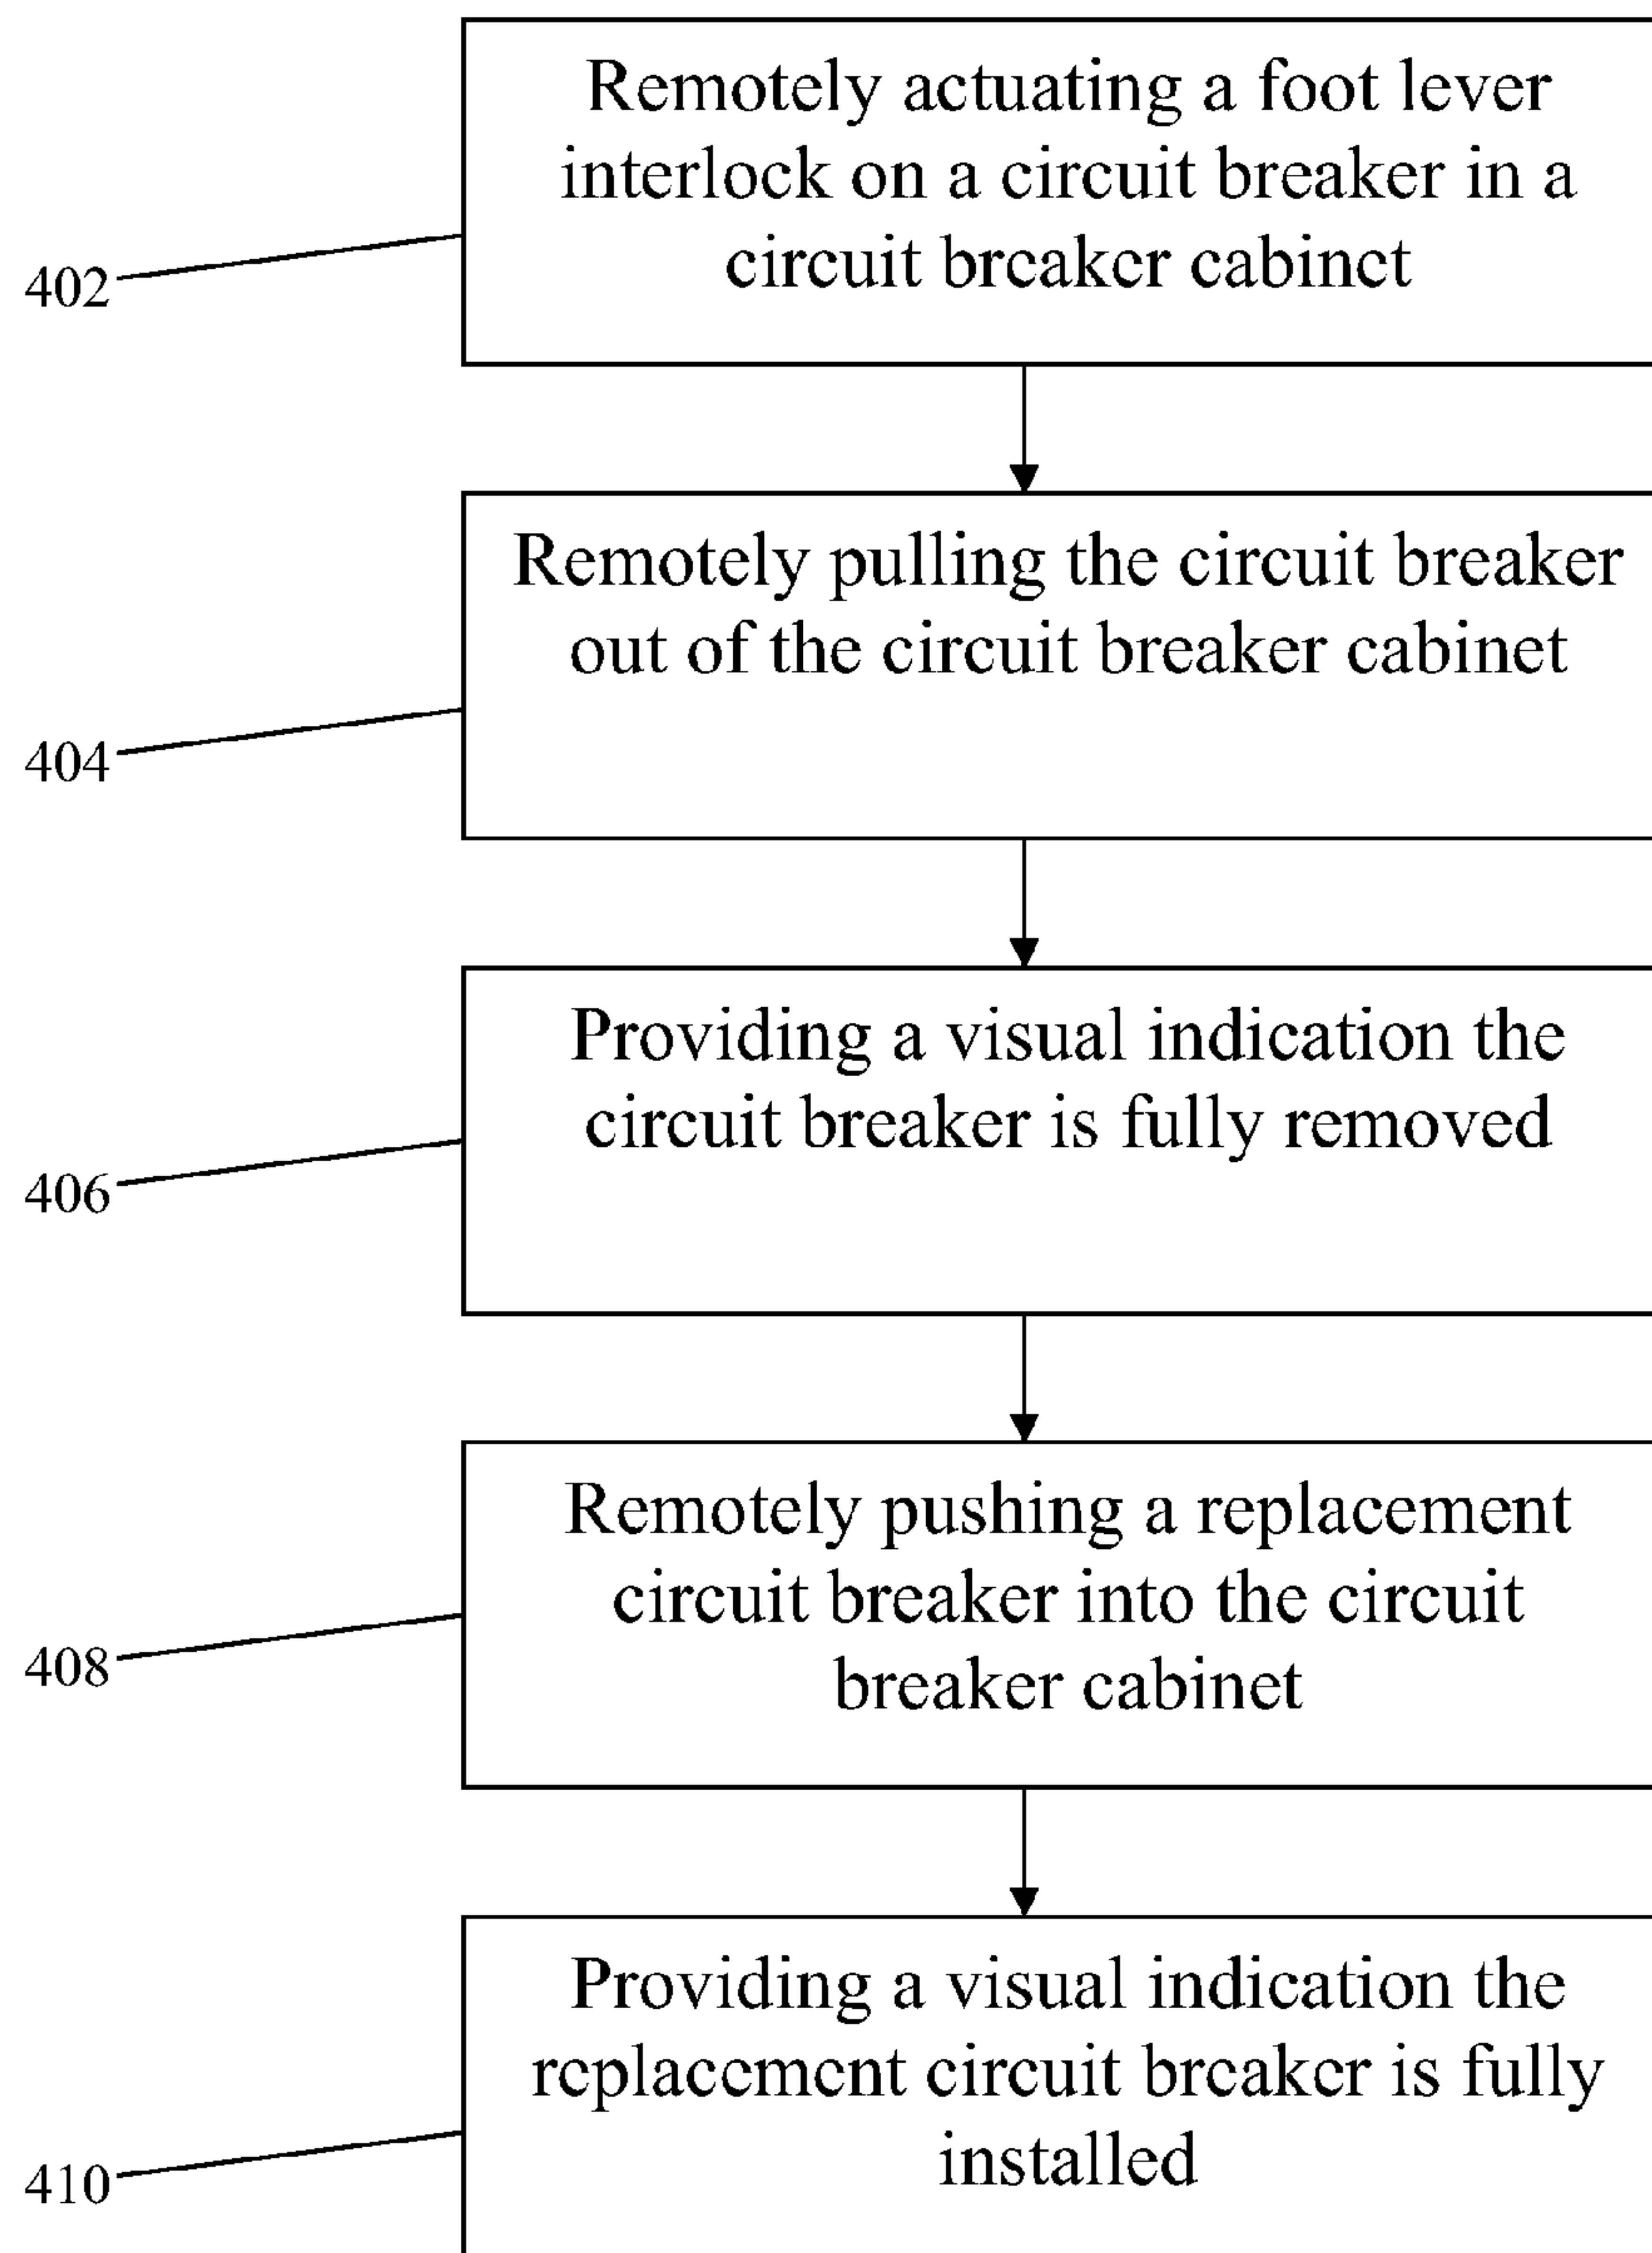 Remotely actuating a foot lever
interlock on a circuit breaker in a
circuit breaker cabinet
402
Remotely pulling the circuit breaker
out of the circuit breaker cabinet
404
Providing a visual indication the
circuit breaker is fully removed
406
Remotely pushing a replacement
circuit breaker into the circuit
breaker cabinet
408
Providing a visual indication the
replacement circuit breaker is fully
installed
410